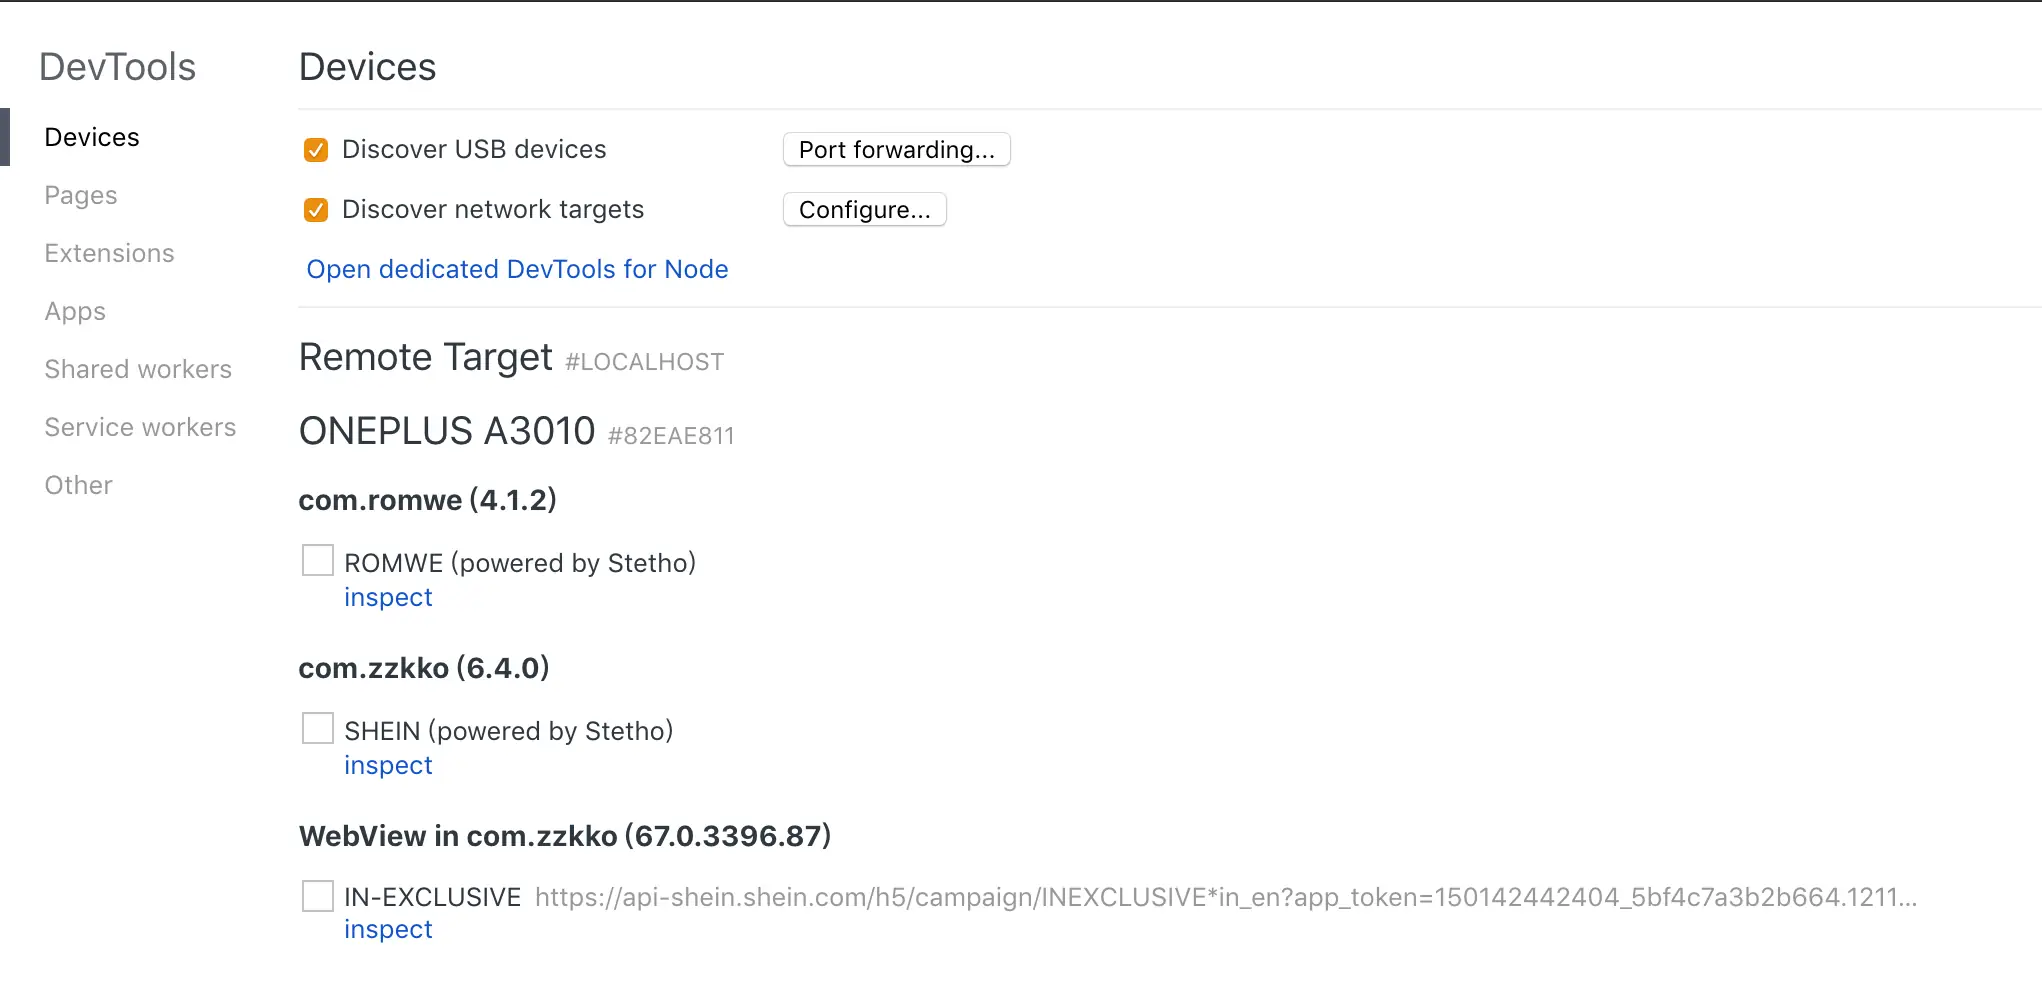 DevTools
Devices
Pages
Extensions
Apps
Shared workers
Service workers
Other
Devices
Discover USB devices
Port forwarding...
Discover network targets
Configure...
Open dedicated DevTools for Node
Remote Target #LOCALHOST
ONEPLUS A3010 #82EAE811
com.romwe (4.1.2)
ROMWE (powered by Stetho)
inspect
com.zzkko (6.4.0)
SHEIN (powered by Stetho)
inspect
WebView in com.zzkko (67.0.3396.87)
IN-EXCLUSIVE https://api-shein.shein.com/h5/campaign/INEXCLUSIVE*in_en?app_token=150142442404_5bf4c7a3b2b664.1211...
inspect